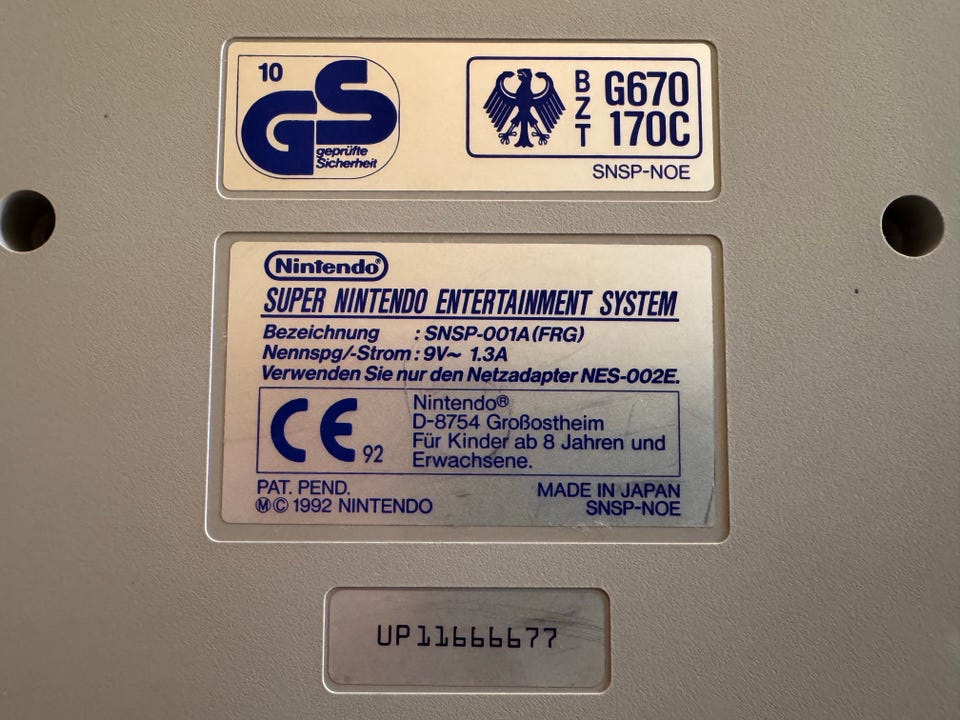 10
GS
geprüfte
Sicherheit
BZT
G670
170C
SNSP-NOE
Nintendo®
SUPER NINTENDO ENTERTAINMENT SYSTEM
Bezeichnung : SNSP-001A(FRG)
Nennspg/-Strom : 9V~ 1.3A
Verwenden Sie nur den Netzadapter NES-002E.
CE 92
Nintendo®
D-8754 Großostheim
Für Kinder ab 8 Jahren und
Erwachsene.
PAT. PEND.
Ⓜ© 1992 NINTENDO
MADE IN JAPAN
SNSP-NOE
UP11666677